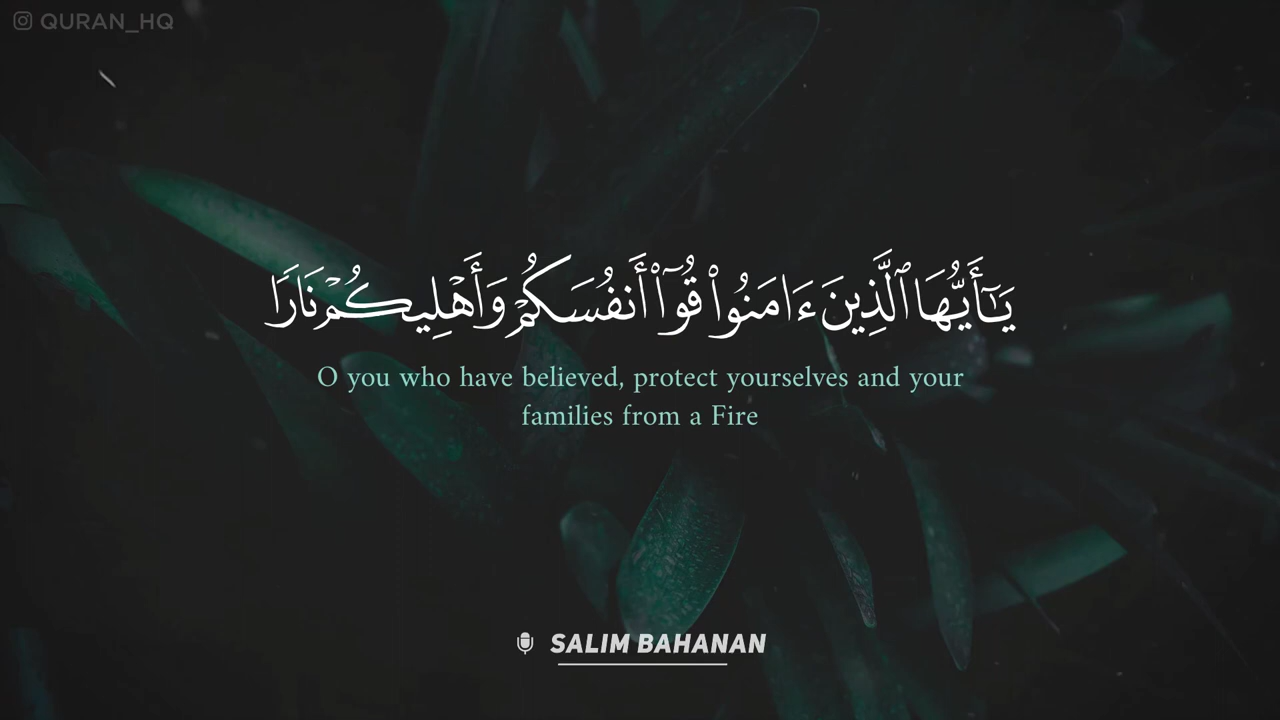 QURAN_HQ
يَـٰٓأَيُّهَا ٱلَّذِينَ ءَامَنُوا۟ قُوٓا۟ أَنفُسَكُمْ وَأَهْلِيكُمْ نَارًا
O you who have believed, protect yourselves and your
families from a Fire
SALIM BAHANAN